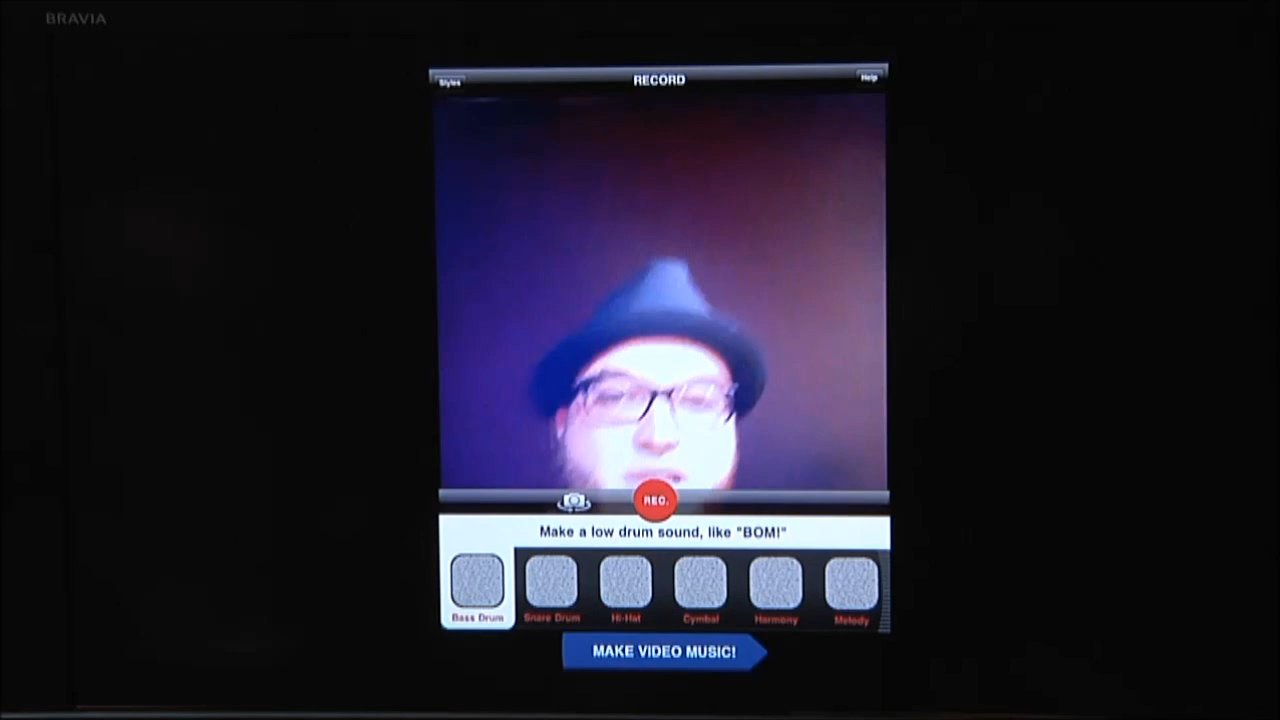 BRAVIA
Styles
RECORD
Help
REC.
Make a low drum sound, like "BOM!"
Bass Drum
Snare Drum
Hi-Hat
Cymbal
Harmony
Melody
MAKE VIDEO MUSIC!